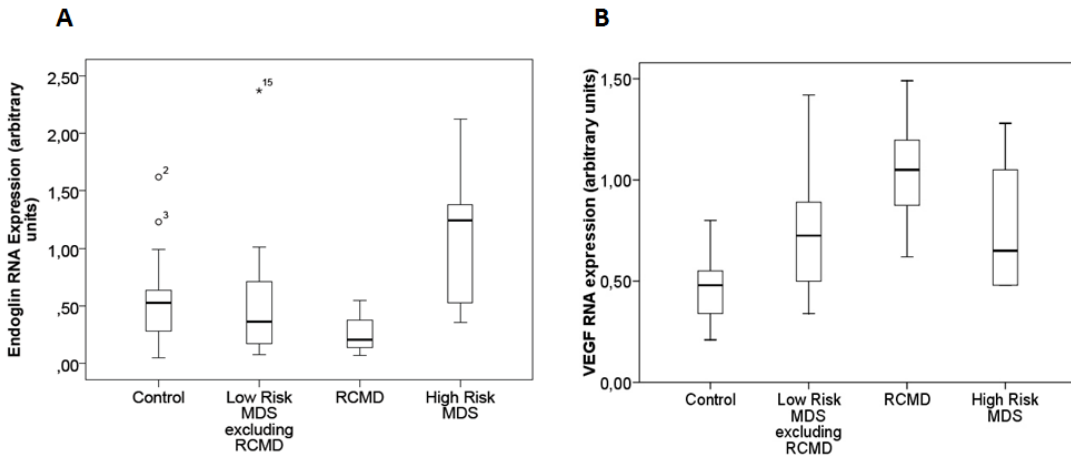 A
Endoglin RNA Expression (arbitrary
units)
2,50
2,00
1,50
1,00
,50
,00
2
3
*15
Control
Low Risk
MDS
excluding
RCMD
RCMD
High Risk
MDS
B
VEGF RNA expression (arbitrary units)
1,50
1,00
0,50
0,00
Control
Low Risk
MDS
excluding
RCMD
RCMD
High Risk
MDS